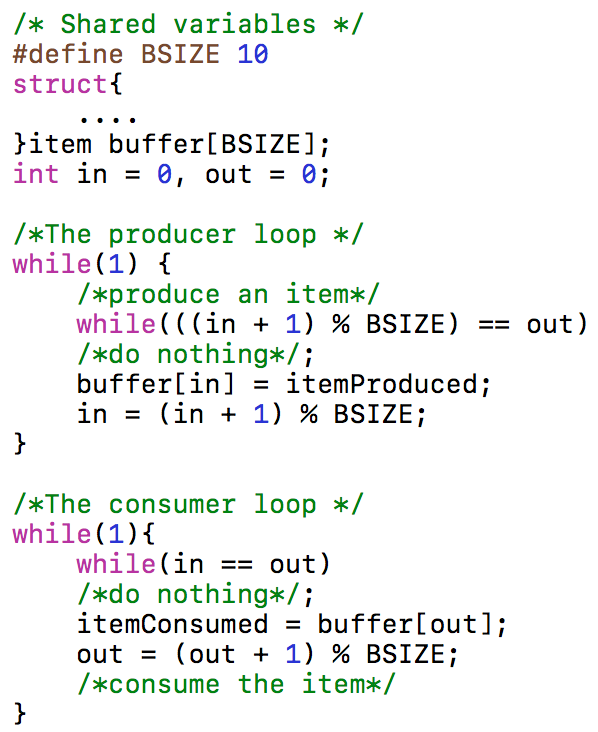 /* Shared variables */
#define BSIZE 10
struct{
    ....
}item buffer[BSIZE];
int in = 0, out = 0;

/*The producer loop */
while(1) {
    /*produce an item*/
    while(((in + 1) % BSIZE) == out)
    /*do nothing*/;
    buffer[in] = itemProduced;
    in = (in + 1) % BSIZE;
}

/*The consumer loop */
while(1){
    while(in == out)
    /*do nothing*/;
    itemConsumed = buffer[out];
    out = (out + 1) % BSIZE;
    /*consume the item*/
}